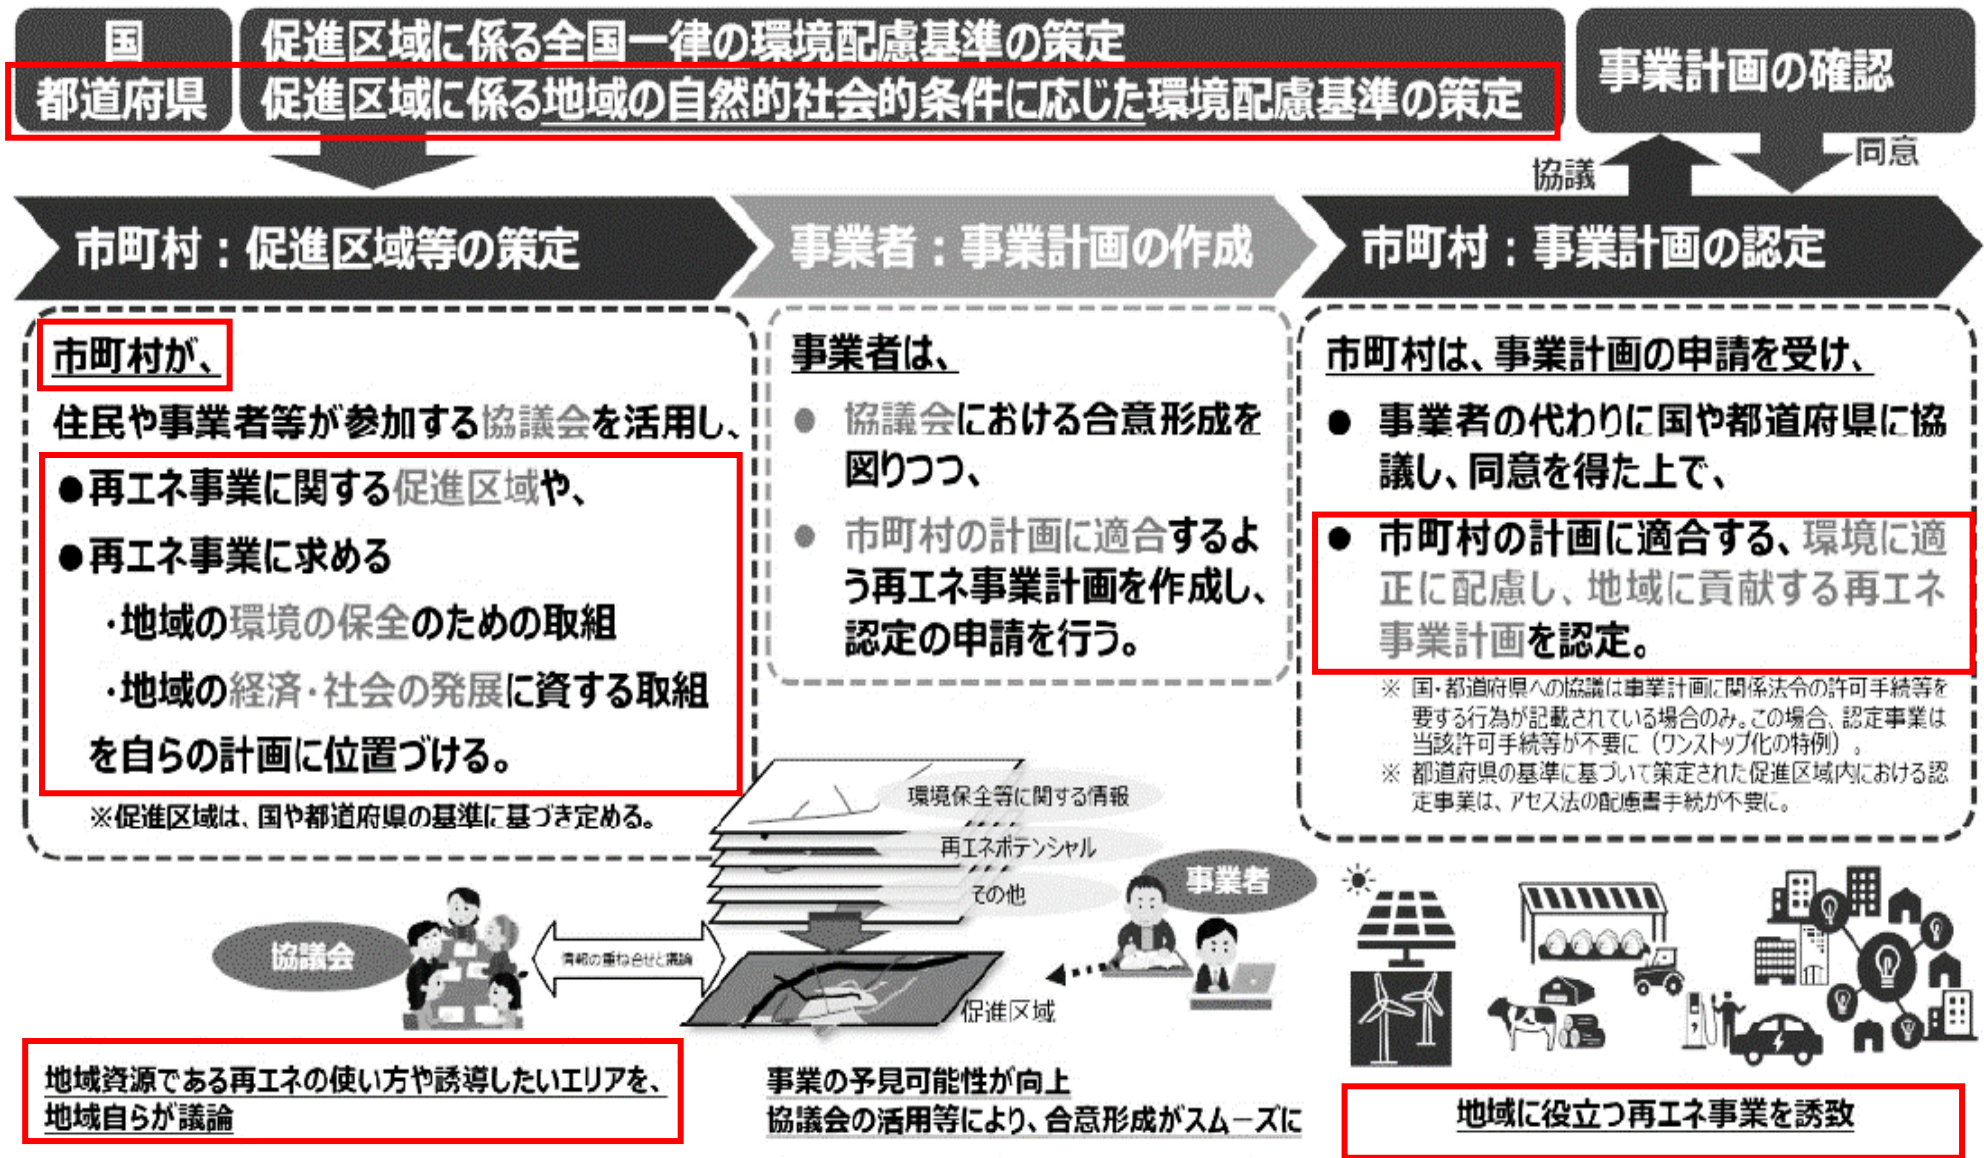 国
促進区域に係る全国一律の環境配慮基準の策定
都道府県
促進区域に係る地域の自然的社会的条件に応じた環境配慮基準の策定
事業計画の確認
協議
同意
市町村：促進区域等の策定
事業者：事業計画の作成
市町村：事業計画の認定
市町村が、
住民や事業者等が参加する協議会を活用し、
●再エネ事業に関する促進区域や、
●再エネ事業に求める
・地域の環境の保全のための取組
・地域の経済・社会の発展に資する取組
を自らの計画に位置づける。
※促進区域は、国や都道府県の基準に基づき定める。
事業者は、
● 協議会における合意形成を
図りつつ、
● 市町村の計画に適合するよ
う再エネ事業計画を作成し、
認定の申請を行う。
市町村は、事業計画の申請を受け、
● 事業者の代わりに国や都道府県に協
議し、同意を得た上で、
● 市町村の計画に適合する、環境に適
正に配慮し、地域に貢献する再エネ
事業計画を認定。
※ 国・都道府県への協議は事業計画に関係法令の許可手続等を
要する行為が記載されている場合のみ。この場合、認定事業は
当該許可手続等が不要に（ワンストップ化の特例）。
※ 都道府県の基準に基づいて策定された促進区域内における認
定事業は、アセス法の配慮書手続が不要に。
環境保全等に関する情報
再エネポテンシャル
その他
事業者
協議会
情報の重ね合せと議論
促進区域
地域資源である再エネの使い方や誘導したいエリアを、
地域自らが議論
事業の予見可能性が向上
協議会の活用等により、合意形成がスムーズに
地域に役立つ再エネ事業を誘致